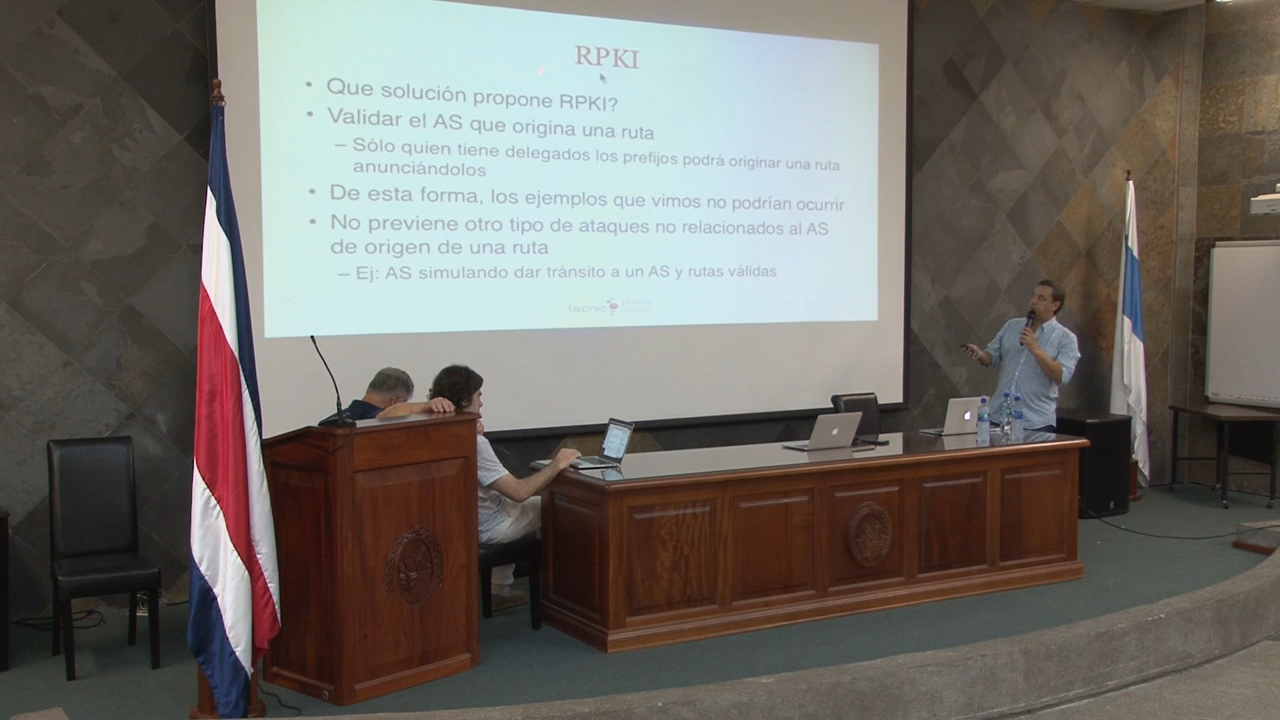 RPKI
• Que solución propone RPKI?
• Validar el AS que origina una ruta
– Sólo quien tiene delegados los prefijos podrá originar una ruta
anunciándolos
• De esta forma, los ejemplos que vimos no podrían ocurrir
• No previene otro tipo de ataques no relacionados al AS
de origen de una ruta
– Ej: AS simulando dar tránsito a un AS y rutas válidas
lacnic